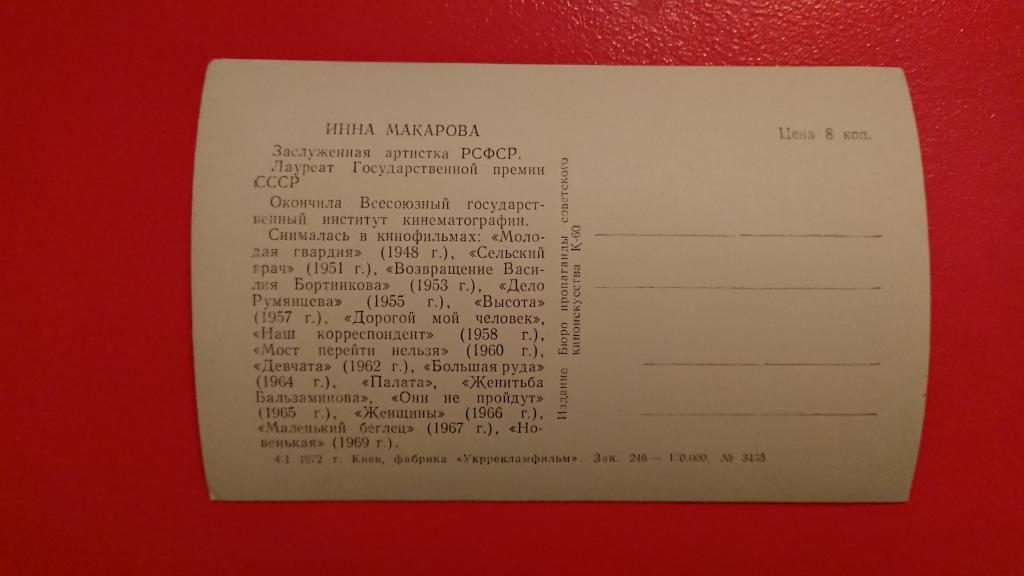 ИННА МАКАРОВА
Заслуженная артистка РСФСР.
Лауреат Государственной премии
СССР
Окончила Всесоюзный государст-
венный институт кинематографии.
Снималась в кинофильмах: «Моло-
дая гвардия» (1948 г.), «Сельский
врач» (1951 г.), «Возвращение Васи-
лия Бортникова» (1953 г.), «Дело
Румянцева» (1955 г.), «Высота»
(1957 г.), «Дорогой мой человек»,
«Наш корреспондент» (1958 г.),
«Мост перейти нельзя» (1960 г.),
«Девчата» (1962 г.), «Большая руда»
(1964 г.), «Палата», «Женитьба
Бальзаминова», «Они не пройдут»
(1965 г.), «Женщины» (1966 г.),
«Маленький беглец» (1967 г.), «Но-
венькая» (1969 г.).
4.I 1972 г. Киев, фабрика «Укррекламфильм». Зак. 246 — №
Издание Бюро пропаганды советского
киноискусства К-60
Цена 8 коп.